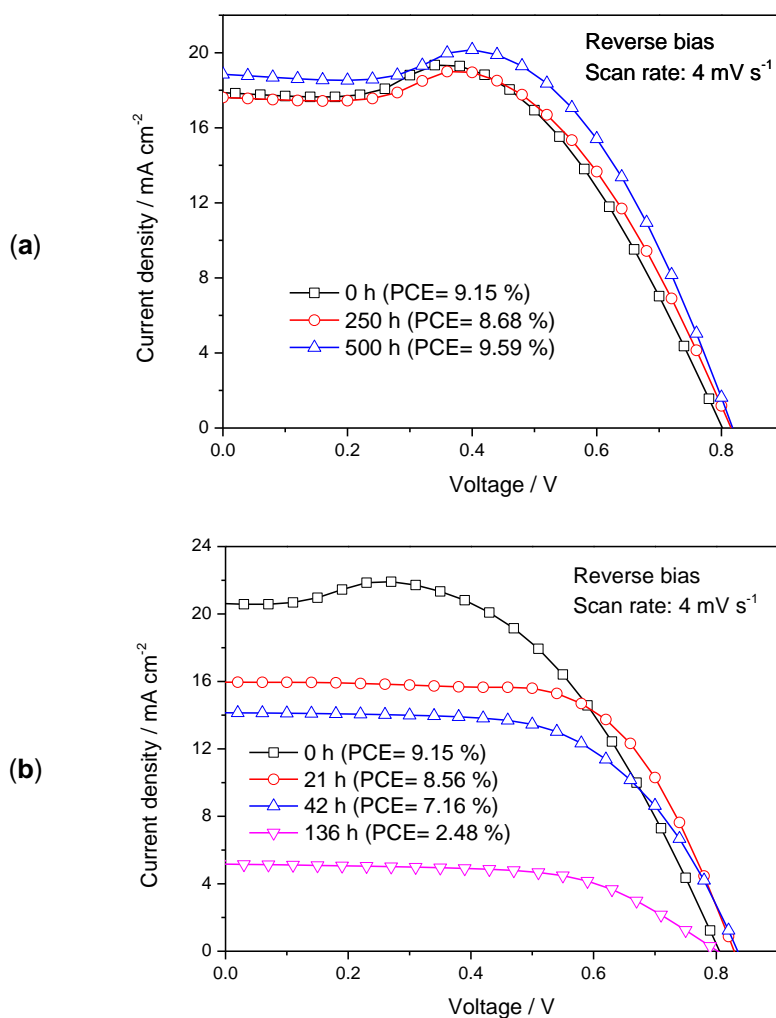 (a)
Current density / mA cm⁻²
20
16
12
8
4
0
Reverse bias
Scan rate: 4 mV s⁻¹
0 h (PCE= 9.15 %)
250 h (PCE= 8.68 %)
500 h (PCE= 9.59 %)
0.0 0.2 0.4 0.6 0.8
Voltage / V
(b)
Current density / mA cm⁻²
24
20
16
12
8
4
0
Reverse bias
Scan rate: 4 mV s⁻¹
0 h (PCE= 9.15 %)
21 h (PCE= 8.56 %)
42 h (PCE= 7.16 %)
136 h (PCE= 2.48 %)
0.0 0.2 0.4 0.6 0.8
Voltage / V